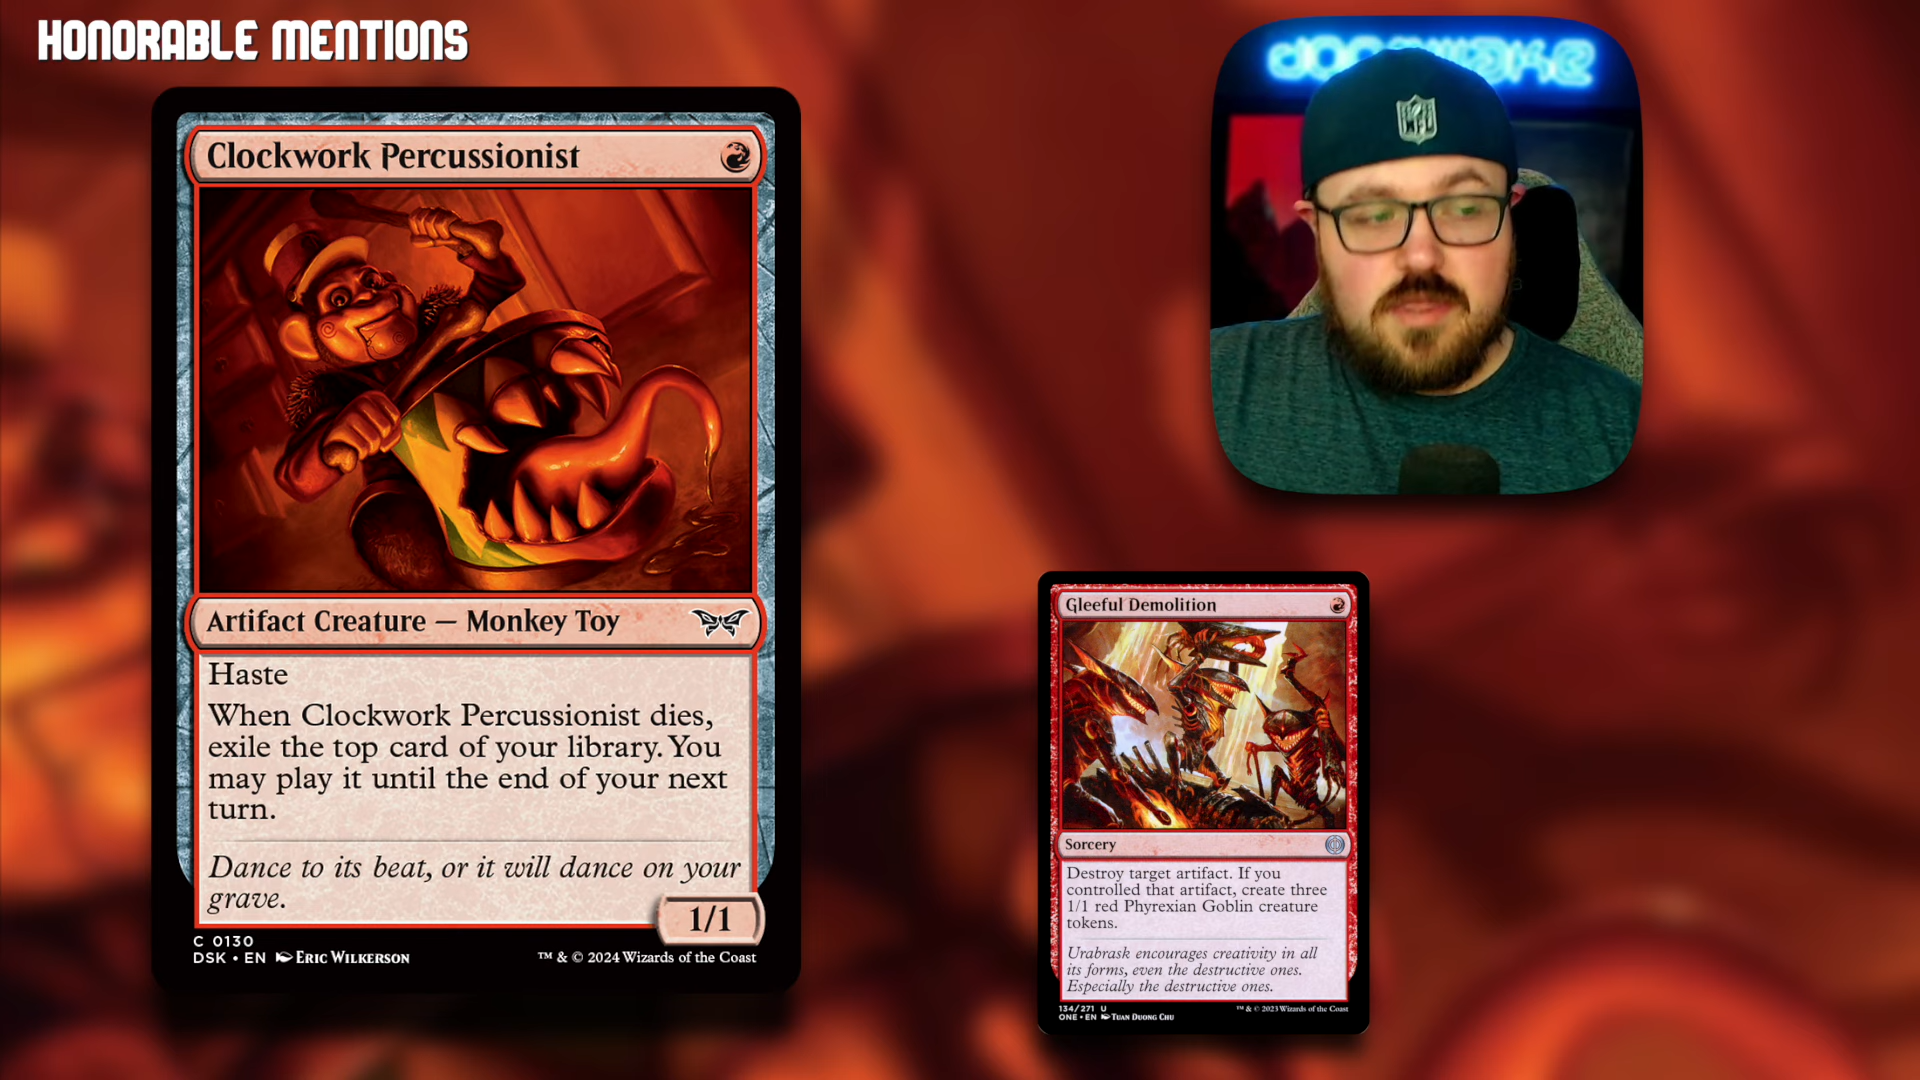 HONORABLE MENTIONS
Clockwork Percussionist
Artifact Creature — Monkey Toy
Haste
When Clockwork Percussionist dies,
exile the top card of your library. You
may play it until the end of your next
turn.
Dance to its beat, or it will dance on your
grave.
1/1
C 0130
DSK • EN Eric Wilkerson
™ & © 2024 Wizards of the Coast
NFL
Gleeful Demolition
Sorcery
Destroy target artifact. If you
controlled that artifact, create three
1/1 red Phyrexian Goblin creature
tokens.
Urabrask encourages creativity in all
its forms, even the destructive ones.
Especially the destructive ones.
134/271 U
ONE • EN Tuan Duong Chu
™ & © 2023 Wizards of the Coast